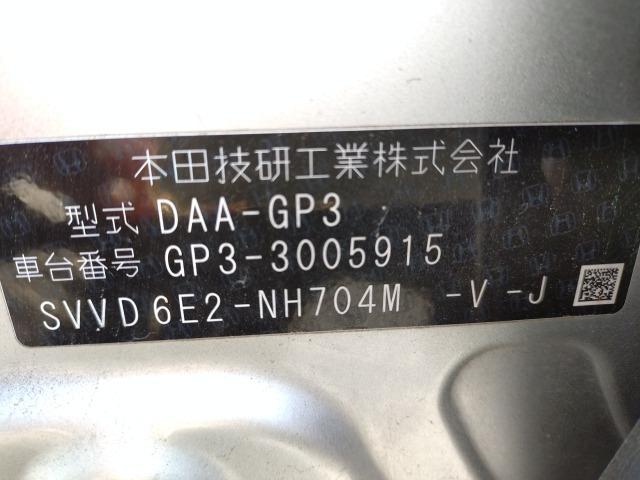 本田技研工業株式会社
型式 DAA-GP3
車台番号 GP3-3005915
SVVD6E2-NH704M -V -J